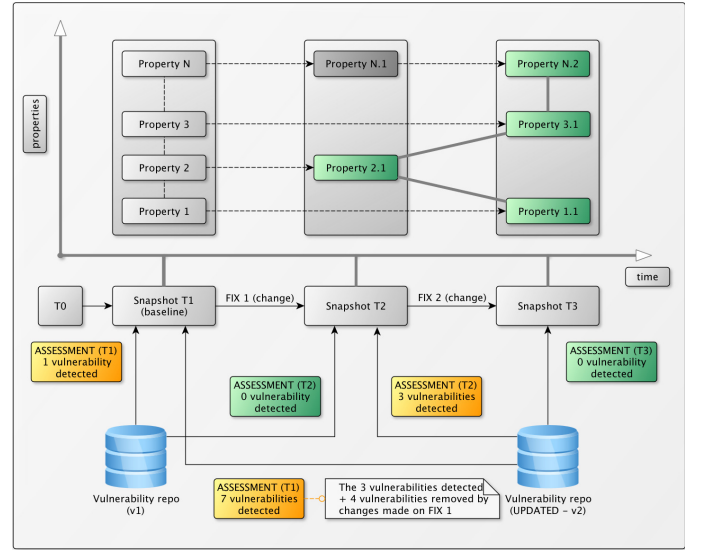 properties
Property N
Property N.1
Property N.2
Property 3
Property 3.1
Property 2
Property 2.1
Property 1
Property 1.1
time
T0
Snapshot T1
(baseline)
FIX 1 (change)
Snapshot T2
FIX 2 (change)
Snapshot T3
ASSESSMENT (T1)
1 vulnerability
detected
ASSESSMENT (T2)
0 vulnerability
detected
ASSESSMENT (T2)
3 vulnerabilities
detected
ASSESSMENT (T3)
0 vulnerability
detected
Vulnerability repo
(v1)
ASSESSMENT (T1)
7 vulnerabilities
detected
The 3 vulnerabilities detected
+ 4 vulnerabilities removed by
changes made on FIX 1
Vulnerability repo
(UPDATED - v2)